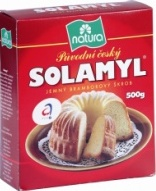 natura
Původní český
SOLAMYL®
JEMNÝ BRAMBOROVÝ ŠKROB
500g